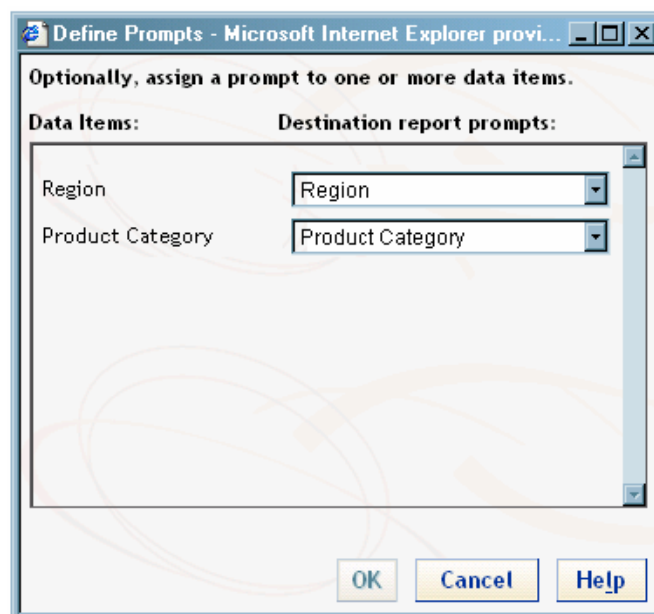 Define Prompts - Microsoft Internet Explorer provi...
Optionally, assign a prompt to one or more data items.
Data Items: Destination report prompts:
Region Region
Product Category Product Category
OK Cancel Help